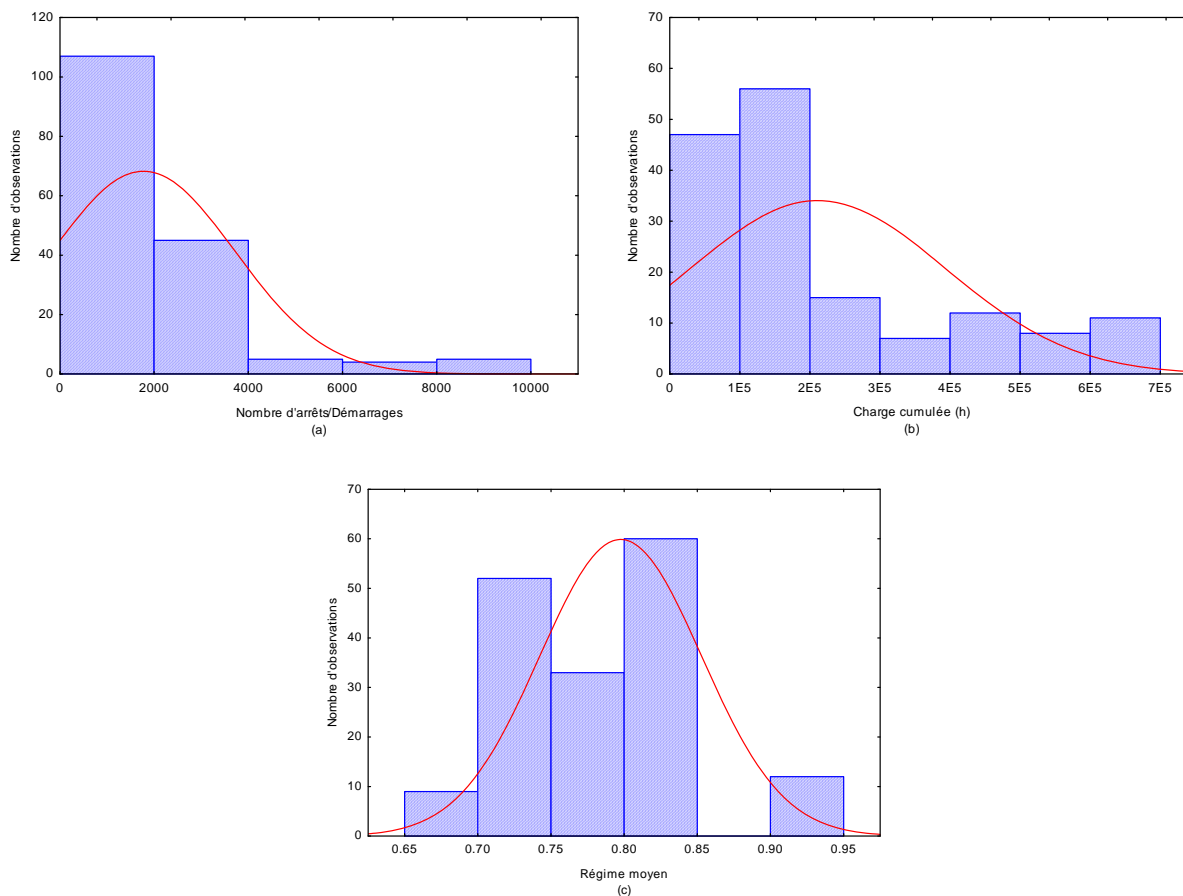 120
100
80
60
40
20
0
Nombre d'observations
0 2000 4000 6000 8000 10000
Nombre d'arrêts/Démarrages
(a)
70
60
50
40
30
20
10
0
Nombre d'observations
0 1E5 2E5 3E5 4E5 5E5 6E5 7E5
Charge cumulée (h)
(b)
70
60
50
40
30
20
10
0
Nombre d'observations
0.65 0.70 0.75 0.80 0.85 0.90 0.95
Régime moyen
(c)